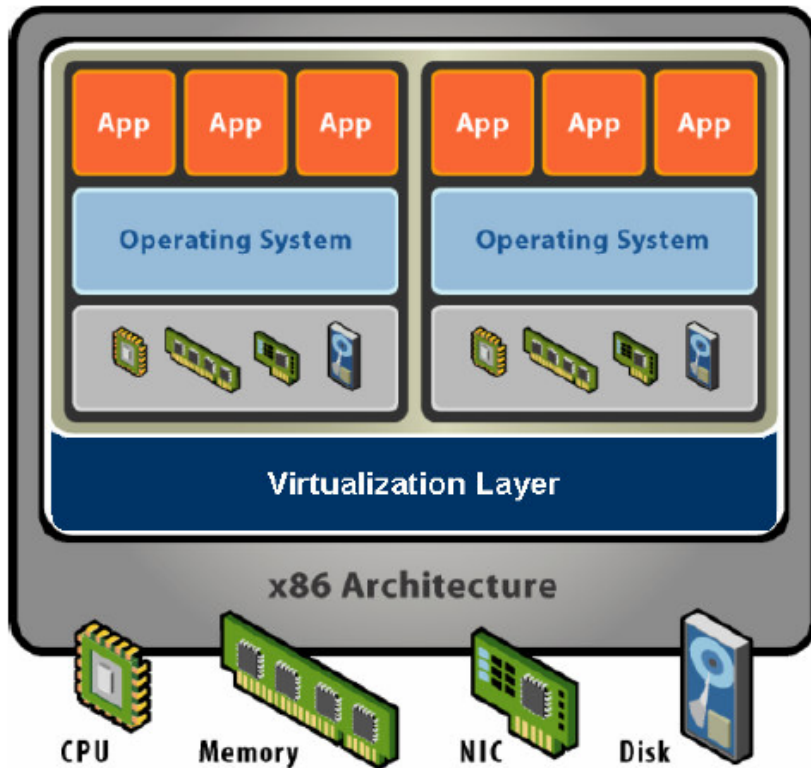 App App App App App App
Operating System Operating System
Virtualization Layer
x86 Architecture
CPU Memory NIC Disk